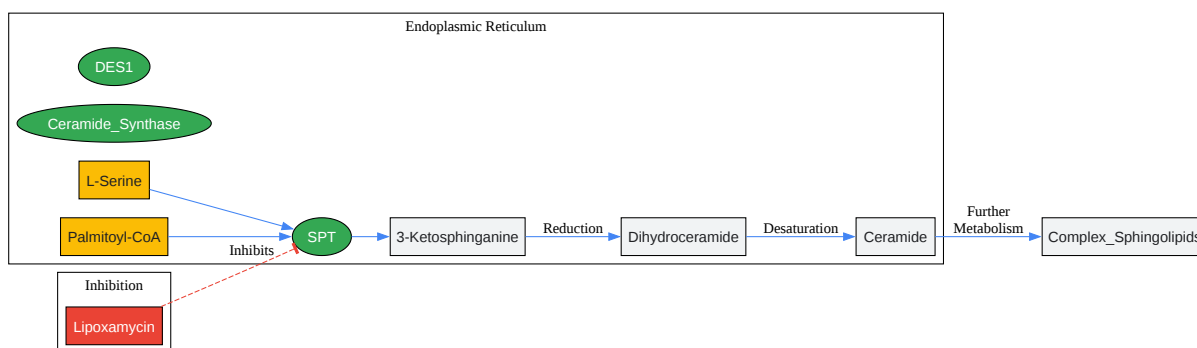 Endoplasmic Reticulum
DES1
Ceramide_Synthase
L-Serine
Palmitoyl-CoA
Inhibits
SPT
3-Ketosphinganine
Reduction
Dihydroceramide
Desaturation
Ceramide
Further
Metabolism
Complex_Sphingolipids
Inhibition
Lipoxamycin